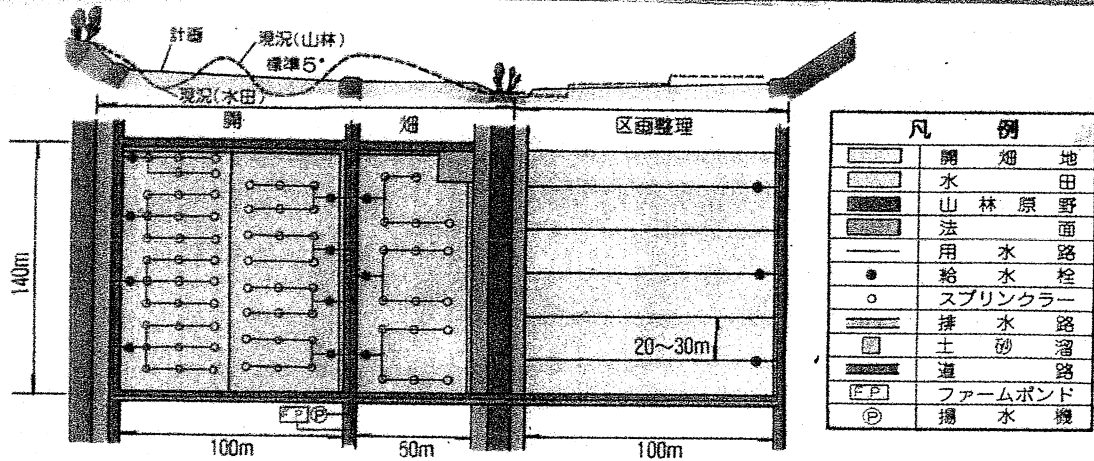 計画
現況(山林)
標準5°
現況(水田)
開 畑
区画整理
140m
20~30m
FP Ⓟ
100m
50m
100m
凡 例
開畑地
水田
山林原野
法面
用水路
給水栓
スプリンクラー
排水路
土砂溜
道路
FP ファームポンド
Ⓟ 揚水機